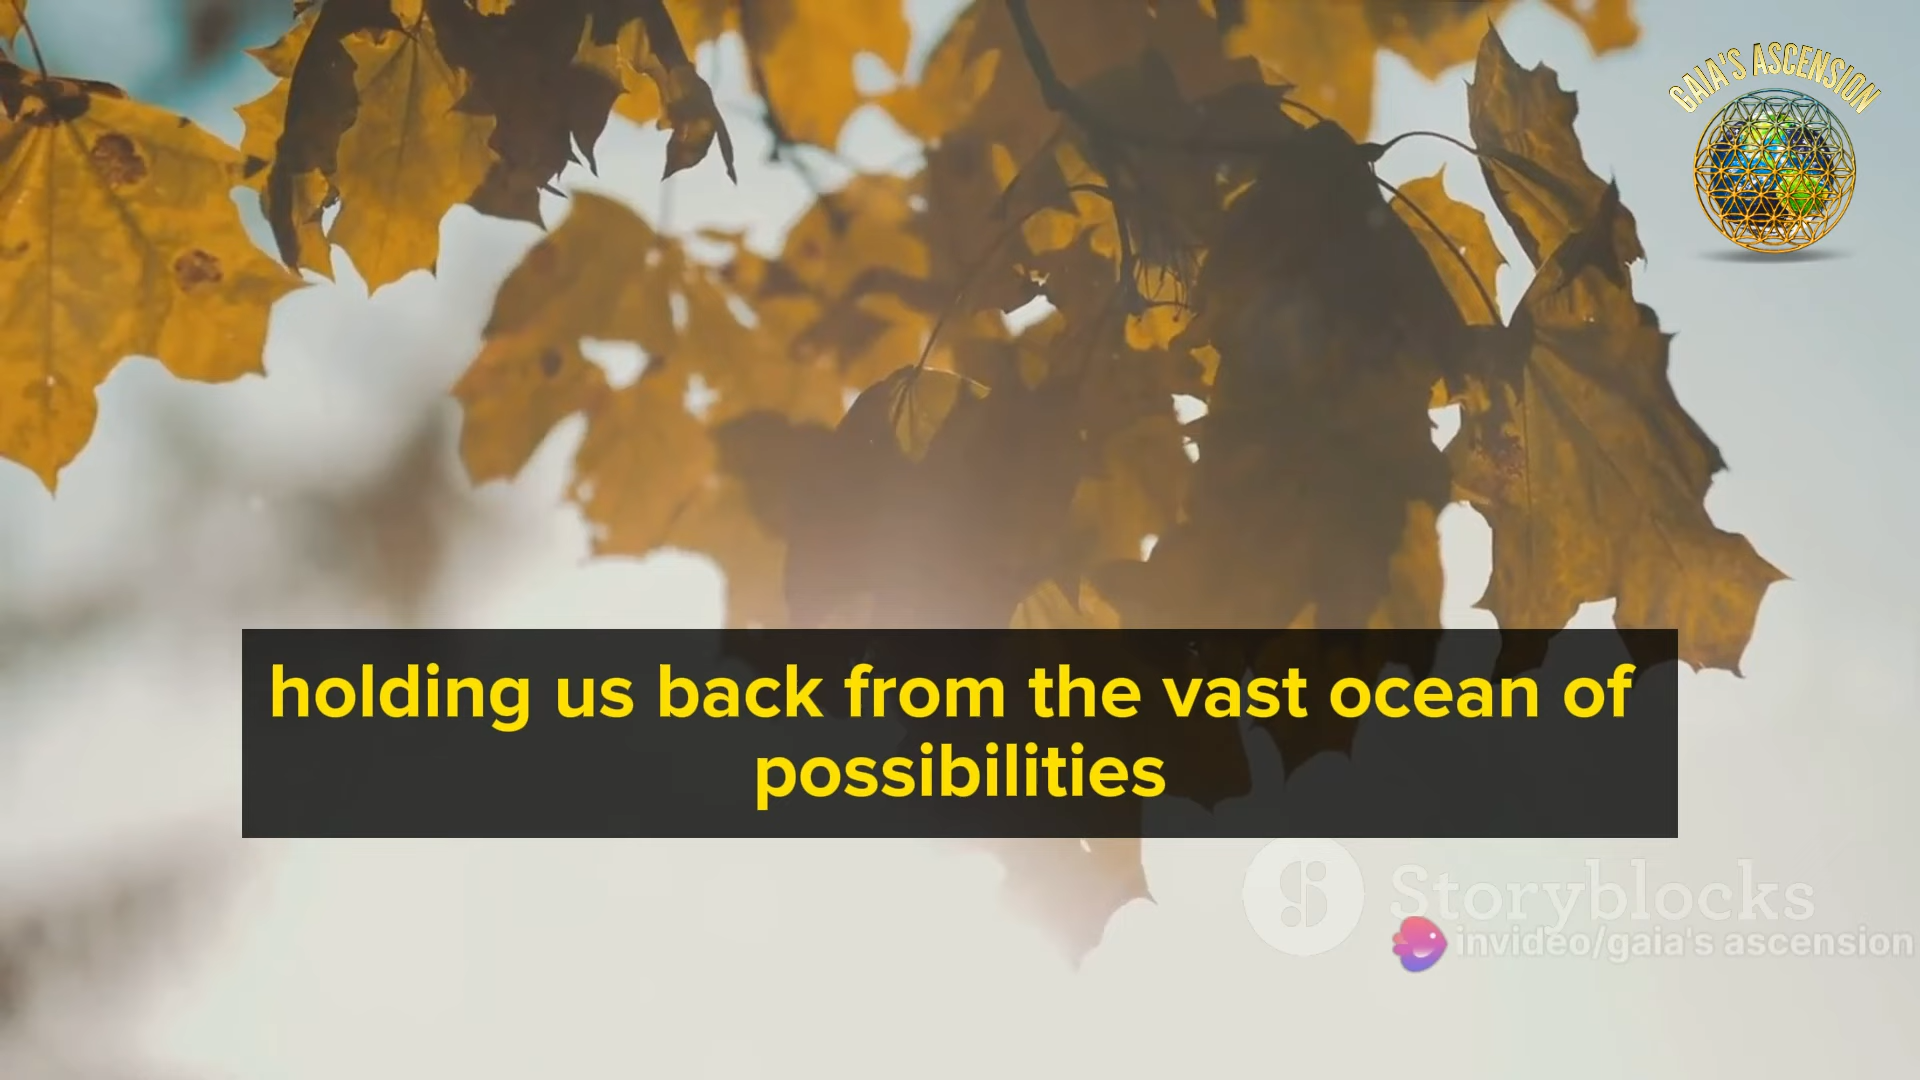 GAIA'S ASCENSION
holding us back from the vast ocean of
possibilities
Storyblocks
invideo/gaia's ascension